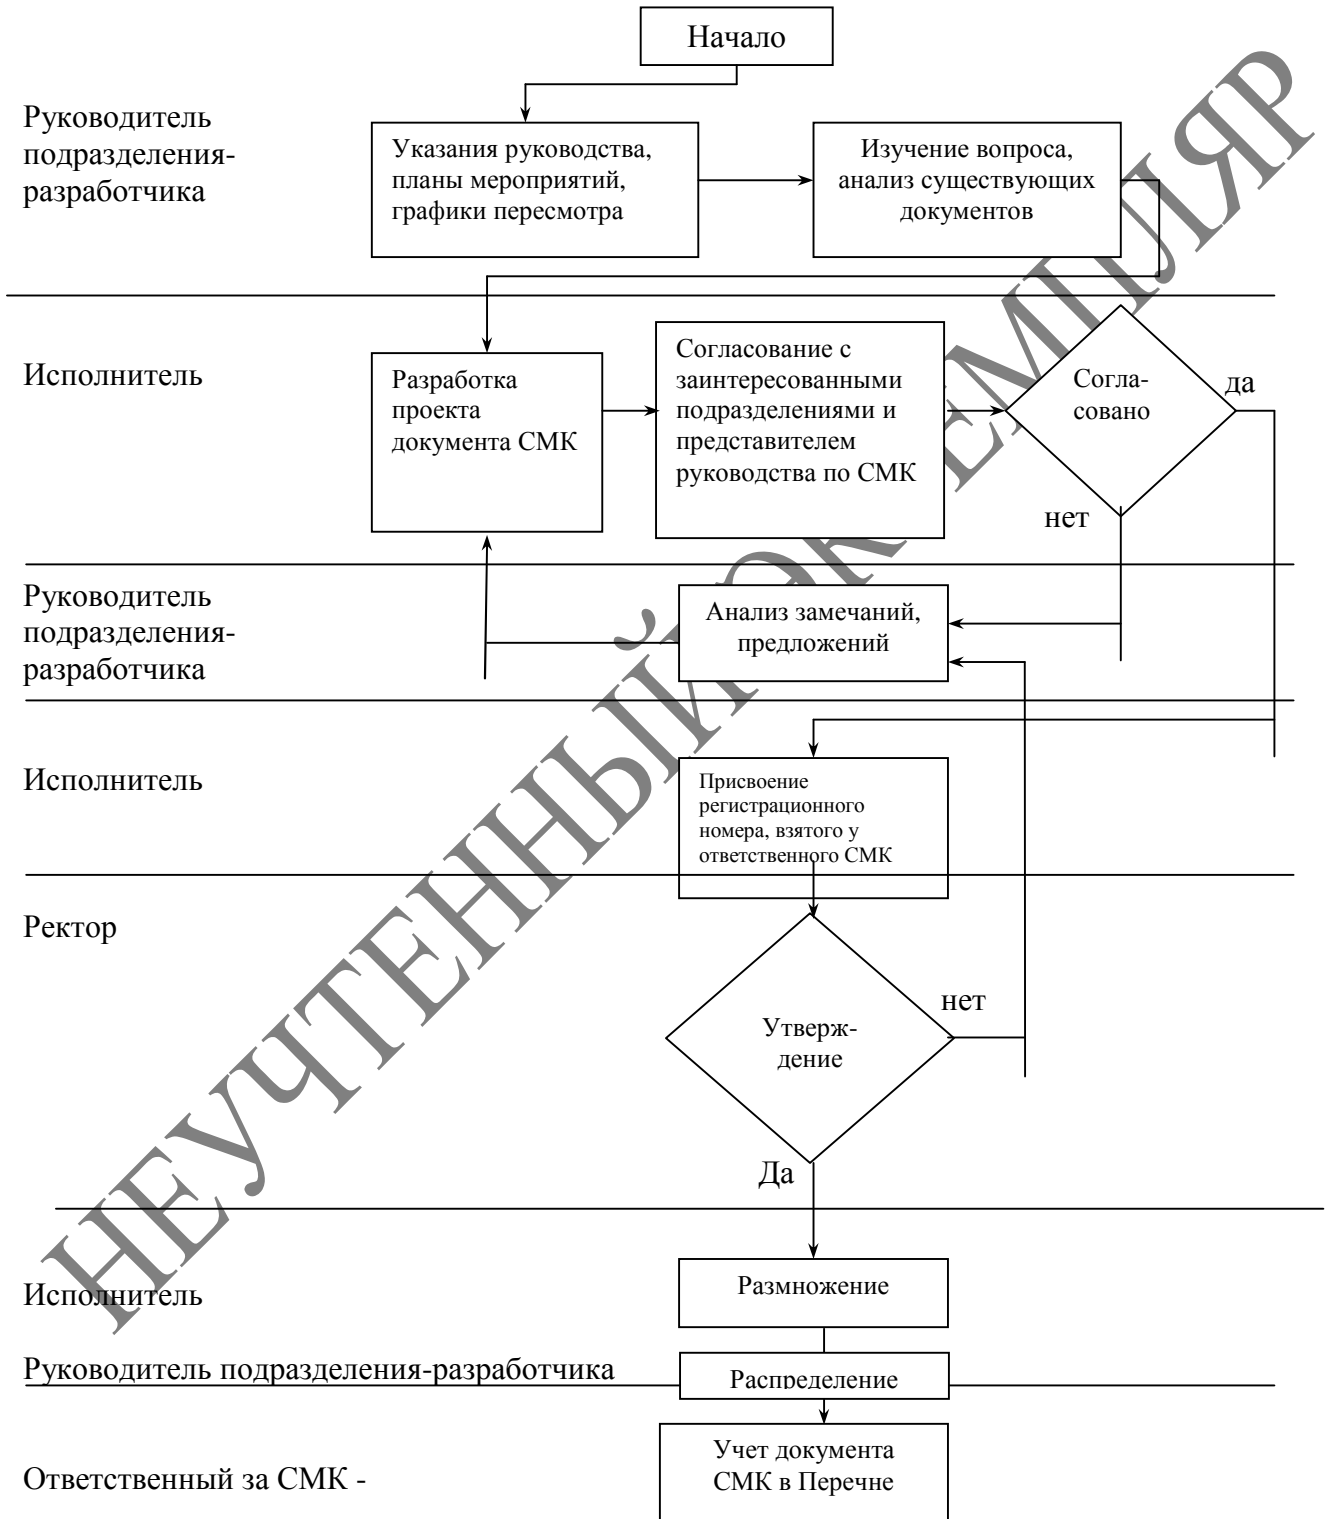 Начало
Руководитель
подразделения-
разработчика
Указания руководства,
планы мероприятий,
графики пересмотра
Изучение вопроса,
анализ существующих
документов
Исполнитель
Разработка
проекта
документа СМК
Согласование с
заинтересованными
подразделениями и
представителем
руководства по СМК
Согла-
совано
да
нет
Руководитель
подразделения-
разработчика
Анализ замечаний,
предложений
Исполнитель
Присвоение
регистрационного
номера, взятого у
ответственного СМК
Ректор
Утверж-
дение
нет
Да
Исполнитель
Размножение
Руководитель подразделения-разработчика
Распределение
Ответственный за СМК -
Учет документа
СМК в Перечне
НЕУЧТЕННЫЙ ЭКЗЕМПЛЯР